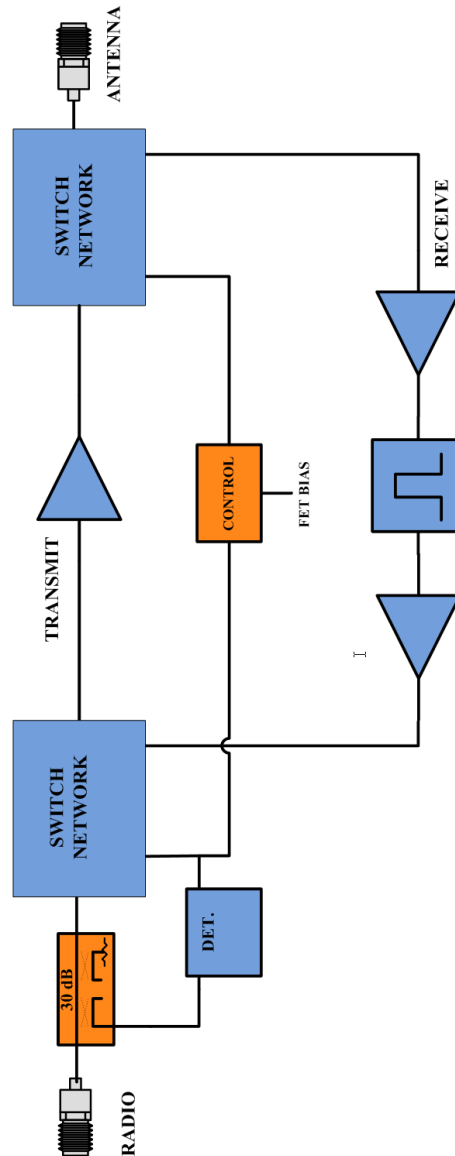 ANTENNA
SWITCH
NETWORK
RECEIVE
CONTROL
FET BIAS
TRANSMIT
SWITCH
NETWORK
DET.
30 dB
RADIO